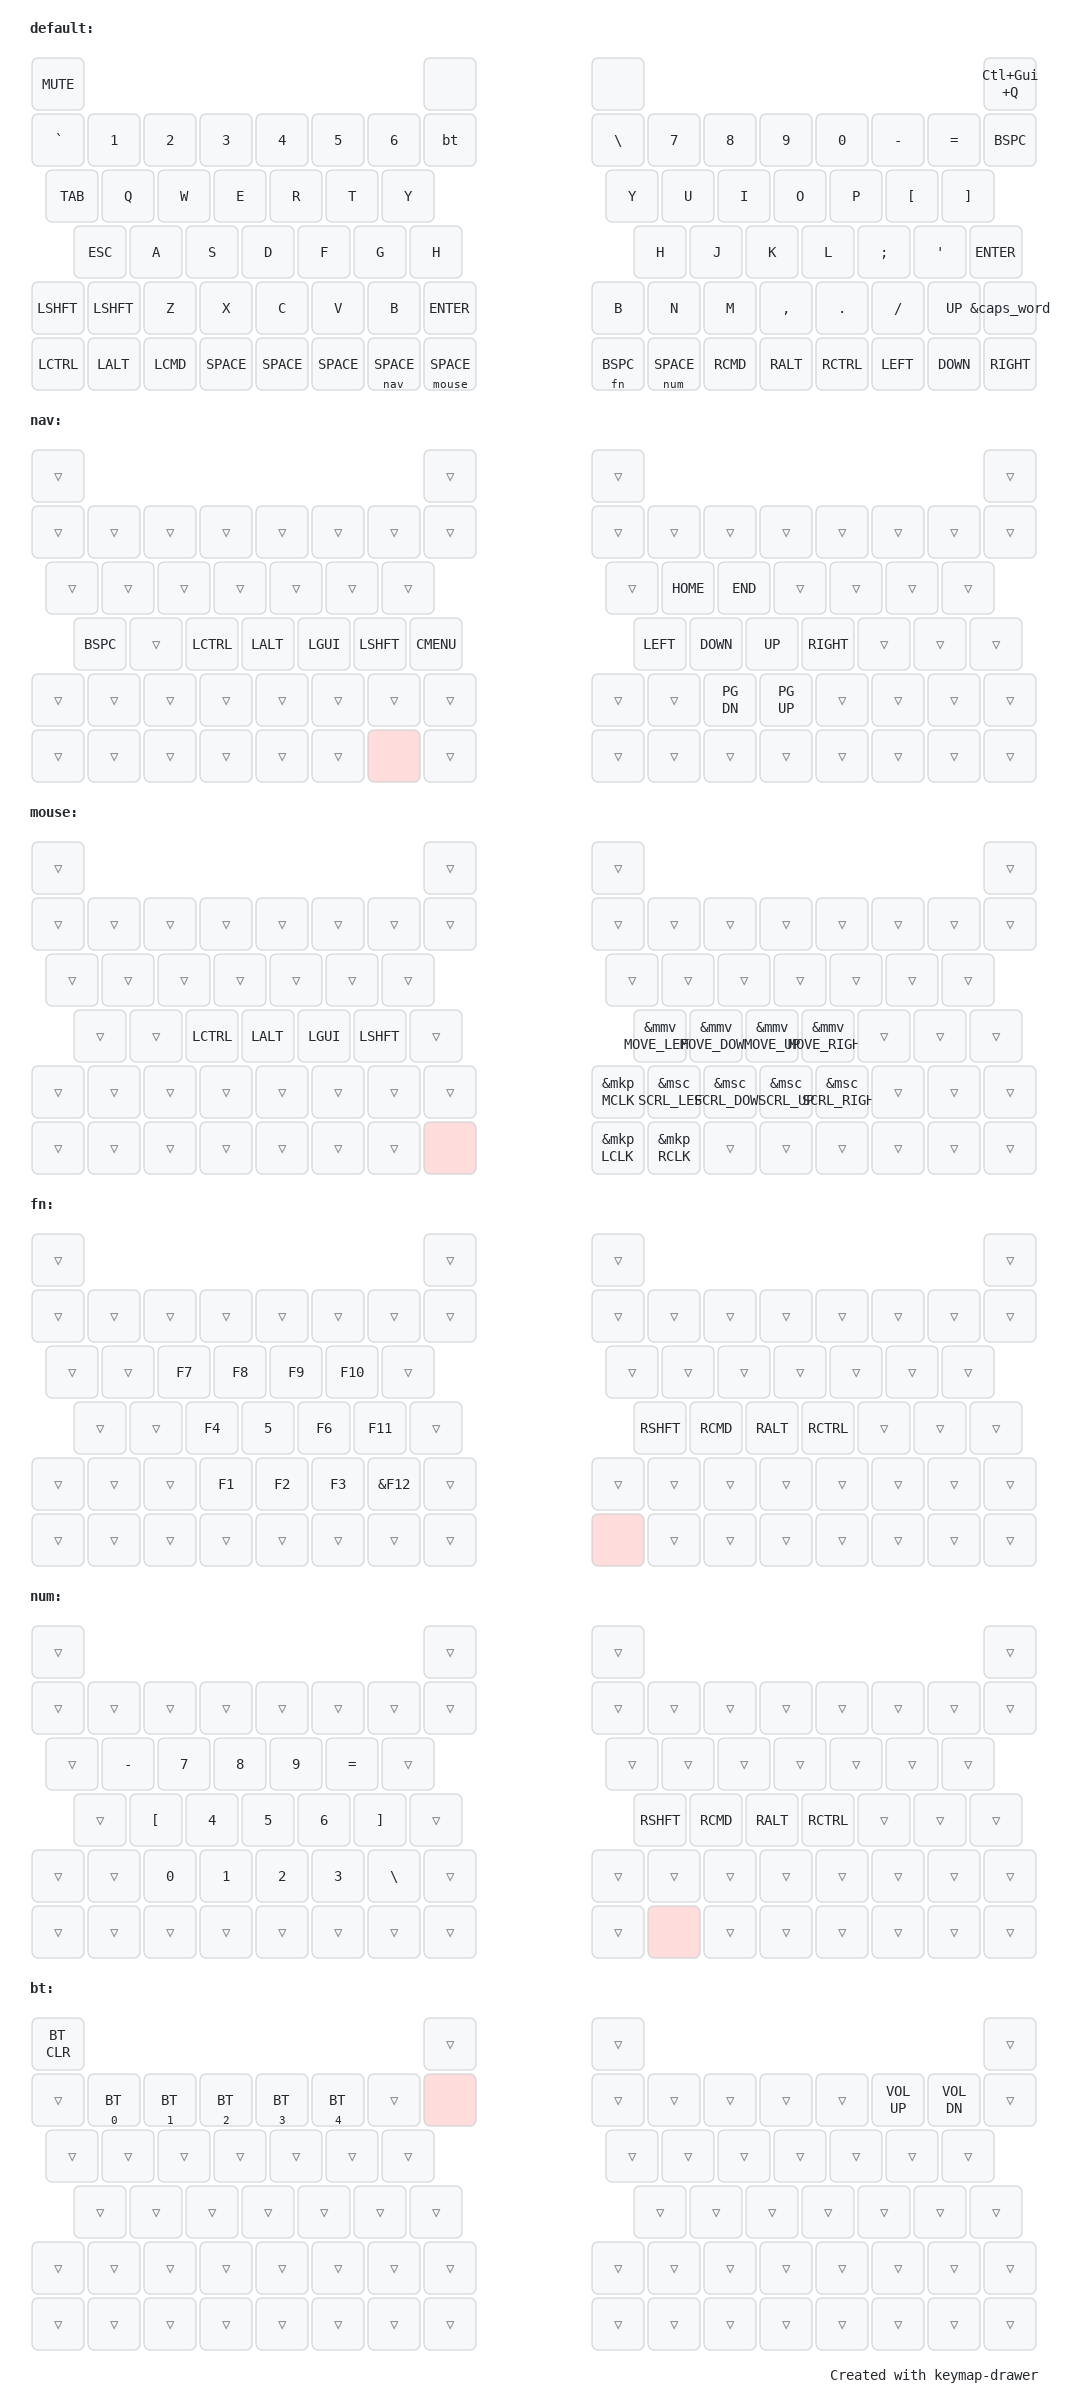 default:
MUTE Ctl+Gui
+Q
` 1 2 3 4 5 6 bt \ 7 8 9 0 - = BSPC
TAB Q W E R T Y Y U I O P [ ]
ESC A S D F G H H J K L ; ' ENTER
LSHFT LSHFT Z X C V B ENTER B N M , . / UP &caps_word
LCTRL LALT LCMD SPACE SPACE SPACE SPACE SPACE BSPC SPACE RCMD RALT RCTRL LEFT DOWN RIGHT
nav mouse fn num
nav:
▽ ▽ ▽ ▽
▽ ▽ ▽ ▽ ▽ ▽ ▽ ▽ ▽ ▽ ▽ ▽ ▽ ▽ ▽ ▽
▽ ▽ ▽ ▽ ▽ ▽ ▽ ▽ HOME END ▽ ▽ ▽ ▽
BSPC ▽ LCTRL LALT LGUI LSHFT CMENU LEFT DOWN UP RIGHT ▽ ▽ ▽
▽ ▽ ▽ ▽ ▽ ▽ ▽ ▽ ▽ ▽ PG PG ▽ ▽ ▽ ▽
DN UP
▽ ▽ ▽ ▽ ▽ ▽ ▽ ▽ ▽ ▽ ▽ ▽ ▽ ▽ ▽
mouse:
▽ ▽ ▽ ▽
▽ ▽ ▽ ▽ ▽ ▽ ▽ ▽ ▽ ▽ ▽ ▽ ▽ ▽ ▽ ▽
▽ ▽ ▽ ▽ ▽ ▽ ▽ ▽ ▽ ▽ ▽ ▽ ▽ ▽
▽ ▽ LCTRL LALT LGUI LSHFT ▽ &mmv &mmv &mmv &mmv ▽ ▽ ▽
MOVE_LEFT MOVE_DOWN MOVE_UP MOVE_RIGH
▽ ▽ ▽ ▽ ▽ ▽ ▽ ▽ &mkp &msc &msc &msc &msc ▽ ▽ ▽
MCLK SCRL_LEFT SCRL_DOWN SCRL_UP SCRL_RIGH
▽ ▽ ▽ ▽ ▽ ▽ ▽ &mkp &mkp ▽ ▽ ▽ ▽ ▽ ▽
LCLK RCLK
fn:
▽ ▽ ▽ ▽
▽ ▽ ▽ ▽ ▽ ▽ ▽ ▽ ▽ ▽ ▽ ▽ ▽ ▽ ▽ ▽
▽ ▽ F7 F8 F9 F10 ▽ ▽ ▽ ▽ ▽ ▽ ▽ ▽
▽ ▽ F4 5 F6 F11 ▽ RSHFT RCMD RALT RCTRL ▽ ▽ ▽
▽ ▽ ▽ F1 F2 F3 &F12 ▽ ▽ ▽ ▽ ▽ ▽ ▽ ▽ ▽
▽ ▽ ▽ ▽ ▽ ▽ ▽ ▽ ▽ ▽ ▽ ▽ ▽ ▽ ▽
num:
▽ ▽ ▽ ▽
▽ ▽ ▽ ▽ ▽ ▽ ▽ ▽ ▽ ▽ ▽ ▽ ▽ ▽ ▽ ▽
▽ - 7 8 9 = ▽ ▽ ▽ ▽ ▽ ▽ ▽ ▽
▽ [ 4 5 6 ] ▽ RSHFT RCMD RALT RCTRL ▽ ▽ ▽
▽ ▽ 0 1 2 3 \ ▽ ▽ ▽ ▽ ▽ ▽ ▽ ▽ ▽
▽ ▽ ▽ ▽ ▽ ▽ ▽ ▽ ▽ ▽ ▽ ▽ ▽ ▽ ▽
bt:
BT ▽ ▽ ▽
CLR
▽ BT BT BT BT BT ▽ ▽ ▽ ▽ ▽ ▽ VOL VOL ▽
0 1 2 3 4 UP DN
▽ ▽ ▽ ▽ ▽ ▽ ▽ ▽ ▽ ▽ ▽ ▽ ▽ ▽
▽ ▽ ▽ ▽ ▽ ▽ ▽ ▽ ▽ ▽ ▽ ▽ ▽ ▽
▽ ▽ ▽ ▽ ▽ ▽ ▽ ▽ ▽ ▽ ▽ ▽ ▽ ▽ ▽ ▽
▽ ▽ ▽ ▽ ▽ ▽ ▽ ▽ ▽ ▽ ▽ ▽ ▽ ▽ ▽ ▽
Created with keymap-drawer